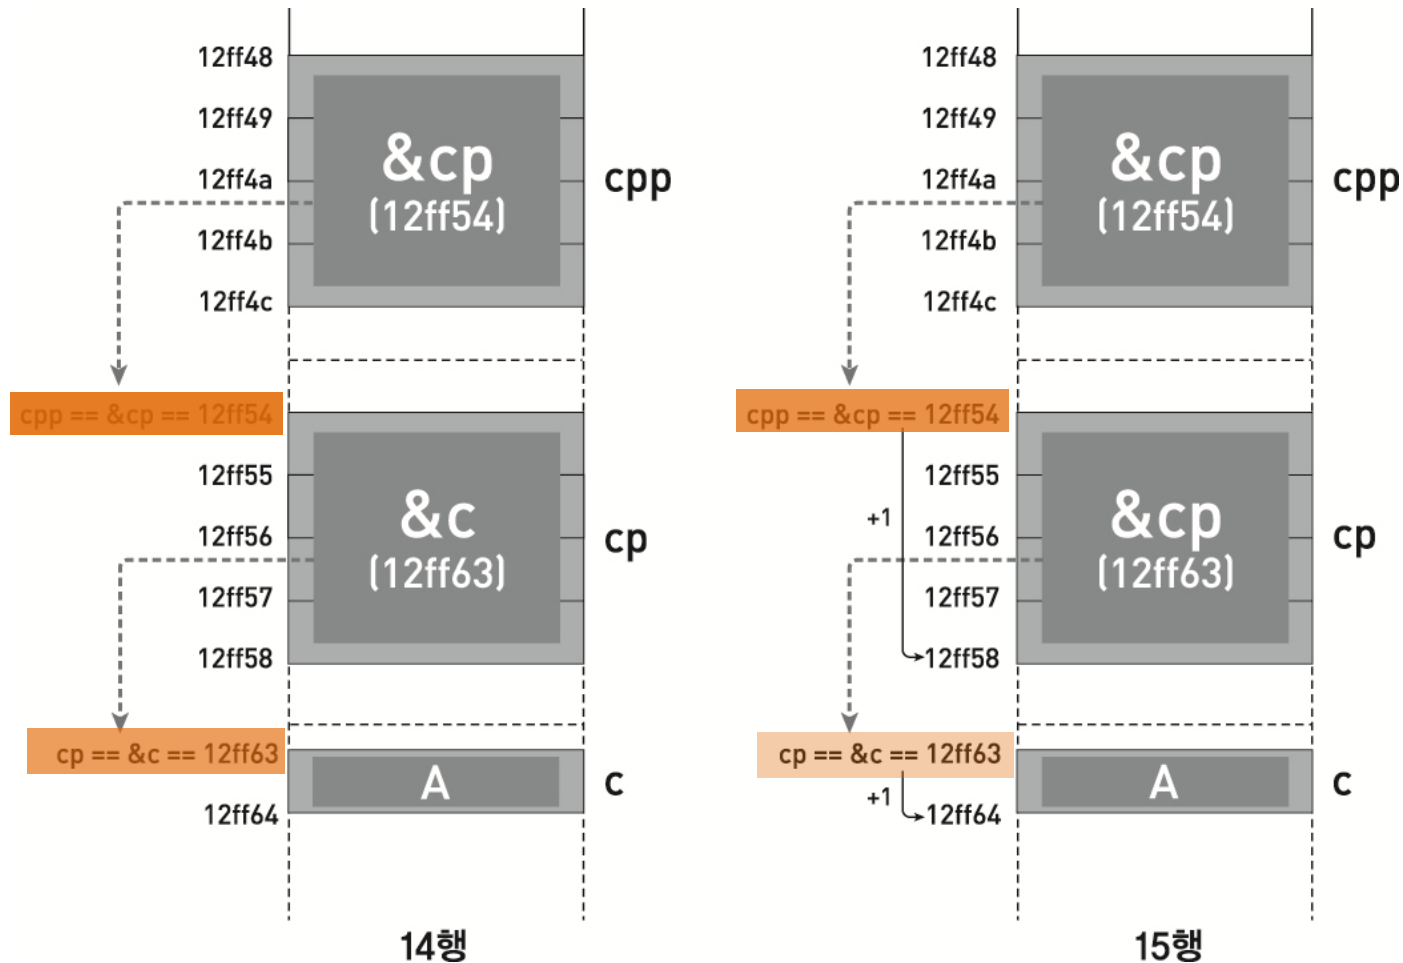 12ff48
12ff49
&cp
12ff4a
cpp
(12ff54)
12ff4b
12ff4c
cpp == &cp == 12ff54
12ff55
&c
12ff56
cp
(12ff63)
12ff57
12ff58
cp == &c == 12ff63
A
c
12ff64
14행
12ff48
12ff49
&cp
12ff4a
cpp
(12ff54)
12ff4b
12ff4c
cpp == &cp == 12ff54
12ff55
&cp
+1
12ff56
cp
(12ff63)
12ff57
12ff58
cp == &c == 12ff63
A
c
+1
12ff64
15행